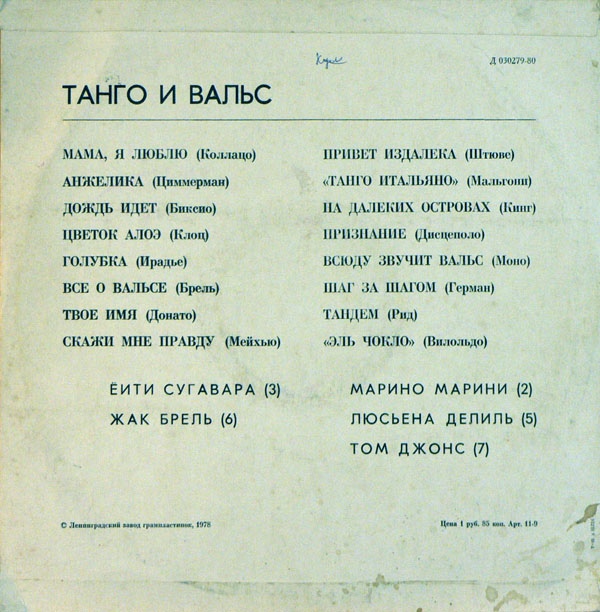 Д 030279-80
ТАНГО И ВАЛЬС
МАМА, Я ЛЮБЛЮ (Коллацо)
АНЖЕЛИКА (Циммерман)
ДОЖДЬ ИДЕТ (Биксио)
ЦВЕТОК АЛОЭ (Клоц)
ГОЛУБКА (Ирадье)
ВСЕ О ВАЛЬСЕ (Брель)
ТВОЕ ИМЯ (Донато)
СКАЖИ МНЕ ПРАВДУ (Мейхью)
ЁИТИ СУГАВАРА (3)
ЖАК БРЕЛЬ (6)
ПРИВЕТ ИЗДАЛЕКА (Штюве)
«ТАНГО ИТАЛЬЯНО» (Мальгони)
НА ДАЛЕКИХ ОСТРОВАХ (Кинг)
ПРИЗНАНИЕ (Дисцеполо)
ВСЮДУ ЗВУЧИТ ВАЛЬС (Моно)
ШАГ ЗА ШАГОМ (Герман)
ТАНДЕМ (Рид)
«ЭЛЬ ЧОКЛО» (Вилольдо)
МАРИНО МАРИНИ (2)
ЛЮСЬЕНА ДЕЛИЛЬ (5)
ТОМ ДЖОНС (7)
© Ленинградский завод грампластинок, 1978
Цена 1 руб. 85 коп. Арт. 11-9